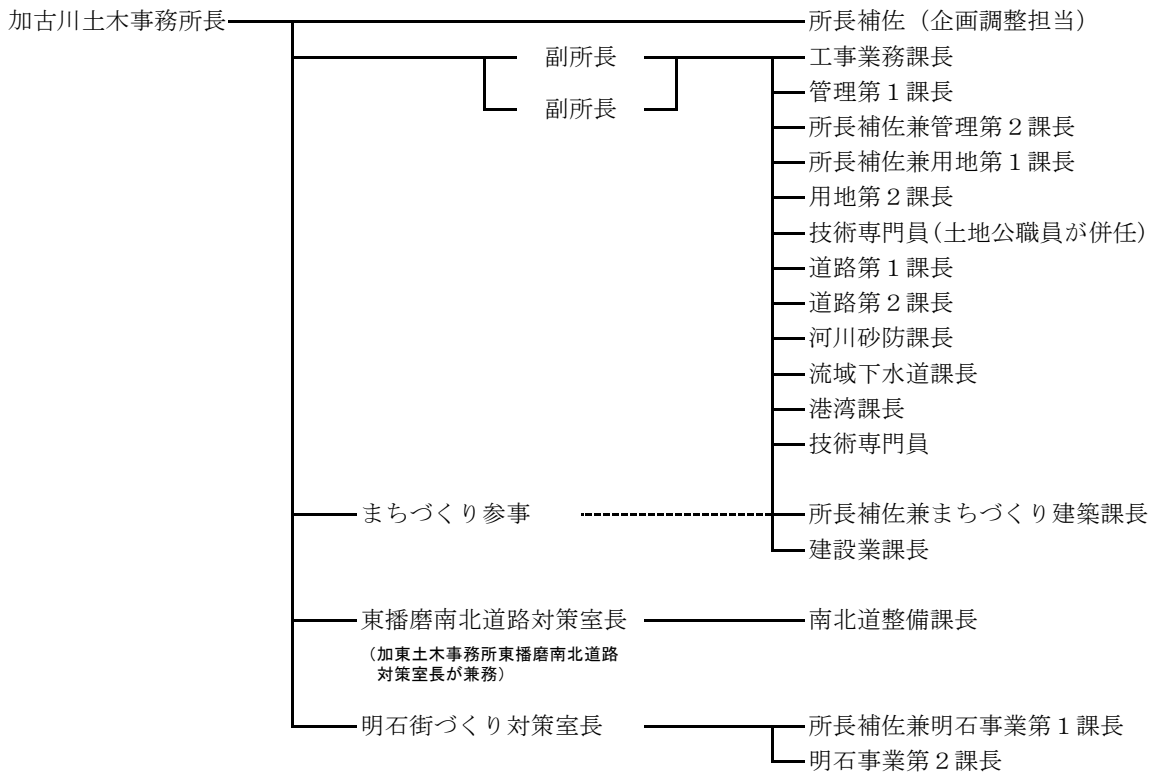 加古川土木事務所長
所長補佐（企画調整担当）
副所長
工事業務課長
管理第１課長
副所長
所長補佐兼管理第２課長
所長補佐兼用地第１課長
用地第２課長
技術専門員（土地公職員が併任）
道路第１課長
道路第２課長
河川砂防課長
流域下水道課長
港湾課長
技術専門員
まちづくり参事
所長補佐兼まちづくり建築課長
建設業課長
東播磨南北道路対策室長
南北道整備課長
（加東土木事務所東播磨南北道路
対策室長が兼務）
明石街づくり対策室長
所長補佐兼明石事業第１課長
明石事業第２課長